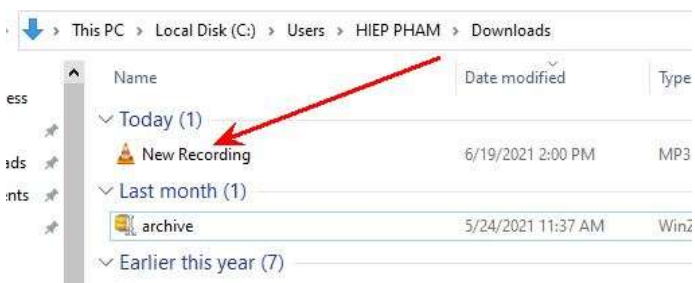 This PC > Local Disk (C:) > Users > HIEP PHAM > Downloads
Name Date modified Type
ess
Today (1)
New Recording 6/19/2021 2:00 PM MP3
ads
ents
Last month (1)
archive 5/24/2021 11:37 AM WinZ
Earlier this year (7)